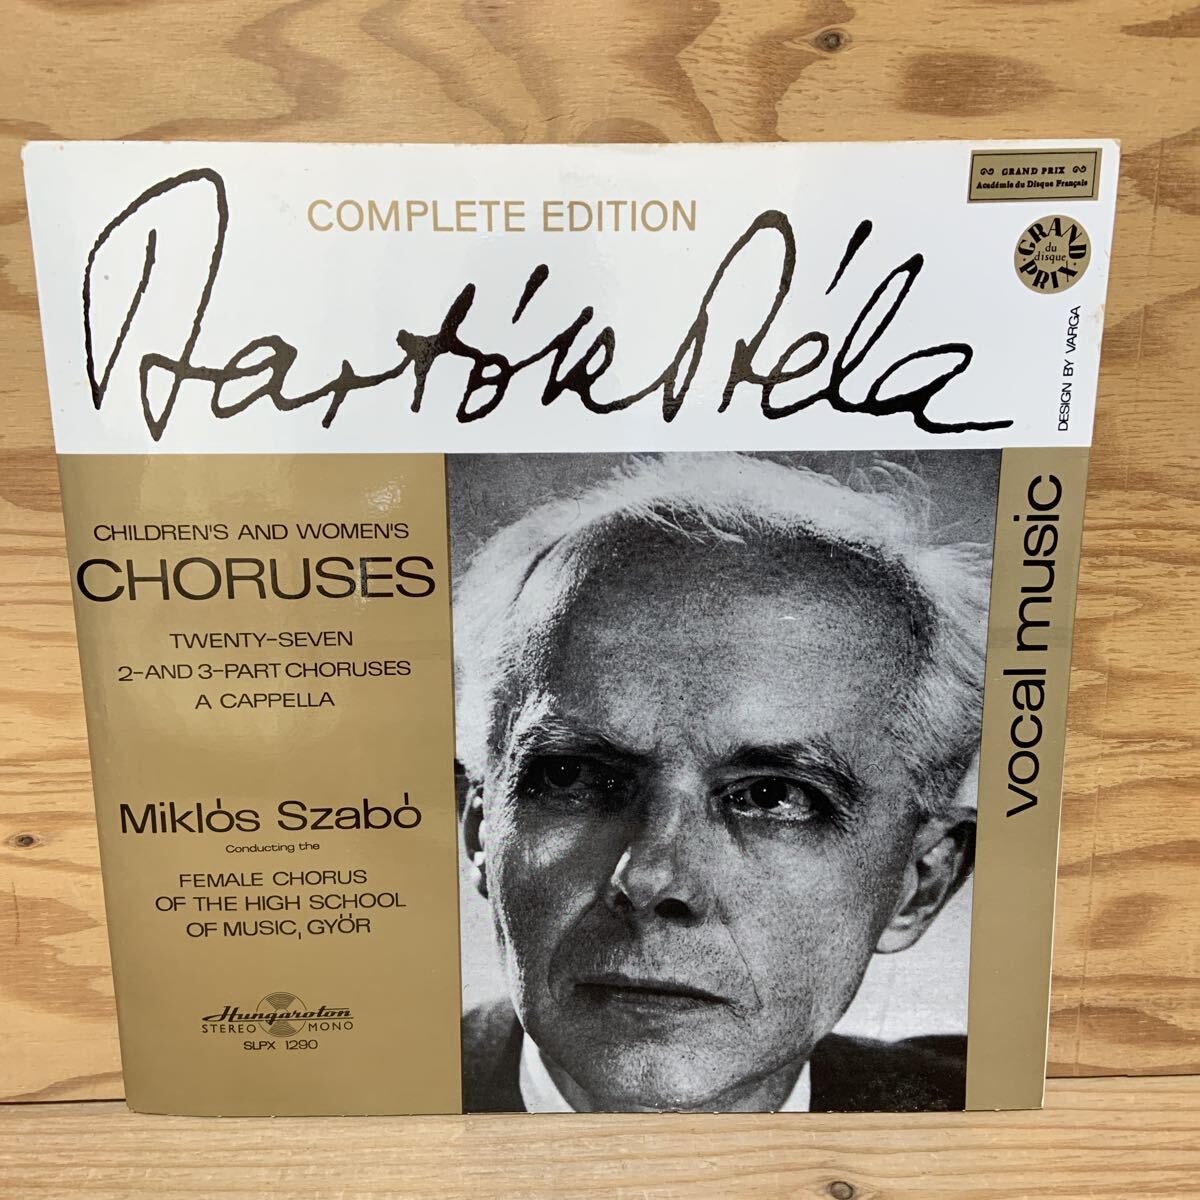 COMPLETE EDITION
Bartók Béla
GRAND PRIX
Académie du Disque Français
GRAND PRIX
du
disque
DESIGN BY VARGA
CHILDREN'S AND WOMEN'S
CHORUSES
TWENTY-SEVEN
2-AND 3-PART CHORUSES
A CAPPELLA
Miklós Szabó
Conducting the
FEMALE CHORUS
OF THE HIGH SCHOOL
OF MUSIC, GYÖR
Hungaroton
STEREO MONO
SLPX 1290
vocal music